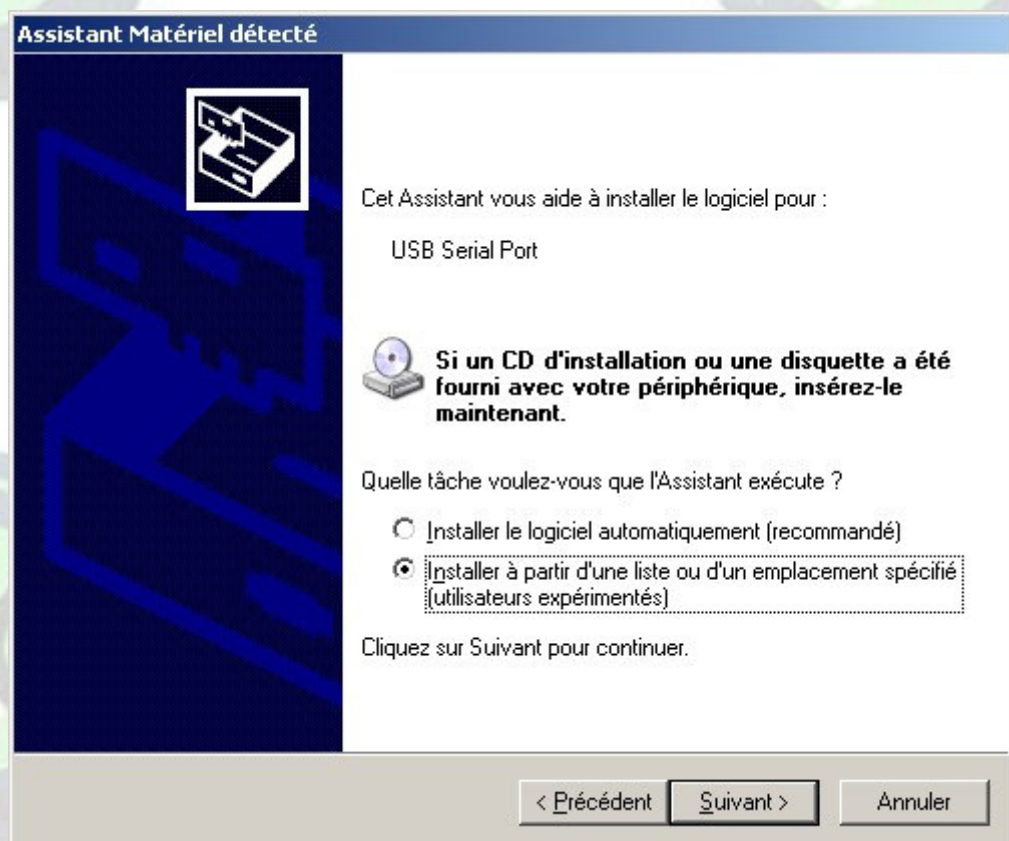 Assistant Matériel détecté
Cet Assistant vous aide à installer le logiciel pour :
USB Serial Port
Si un CD d'installation ou une disquette a été
fourni avec votre périphérique, insérez-le
maintenant.
Quelle tâche voulez-vous que l'Assistant exécute ?
Installer le logiciel automatiquement (recommandé)
Installer à partir d'une liste ou d'un emplacement spécifié
(utilisateurs expérimentés)
Cliquez sur Suivant pour continuer.
< Précédent Suivant > Annuler